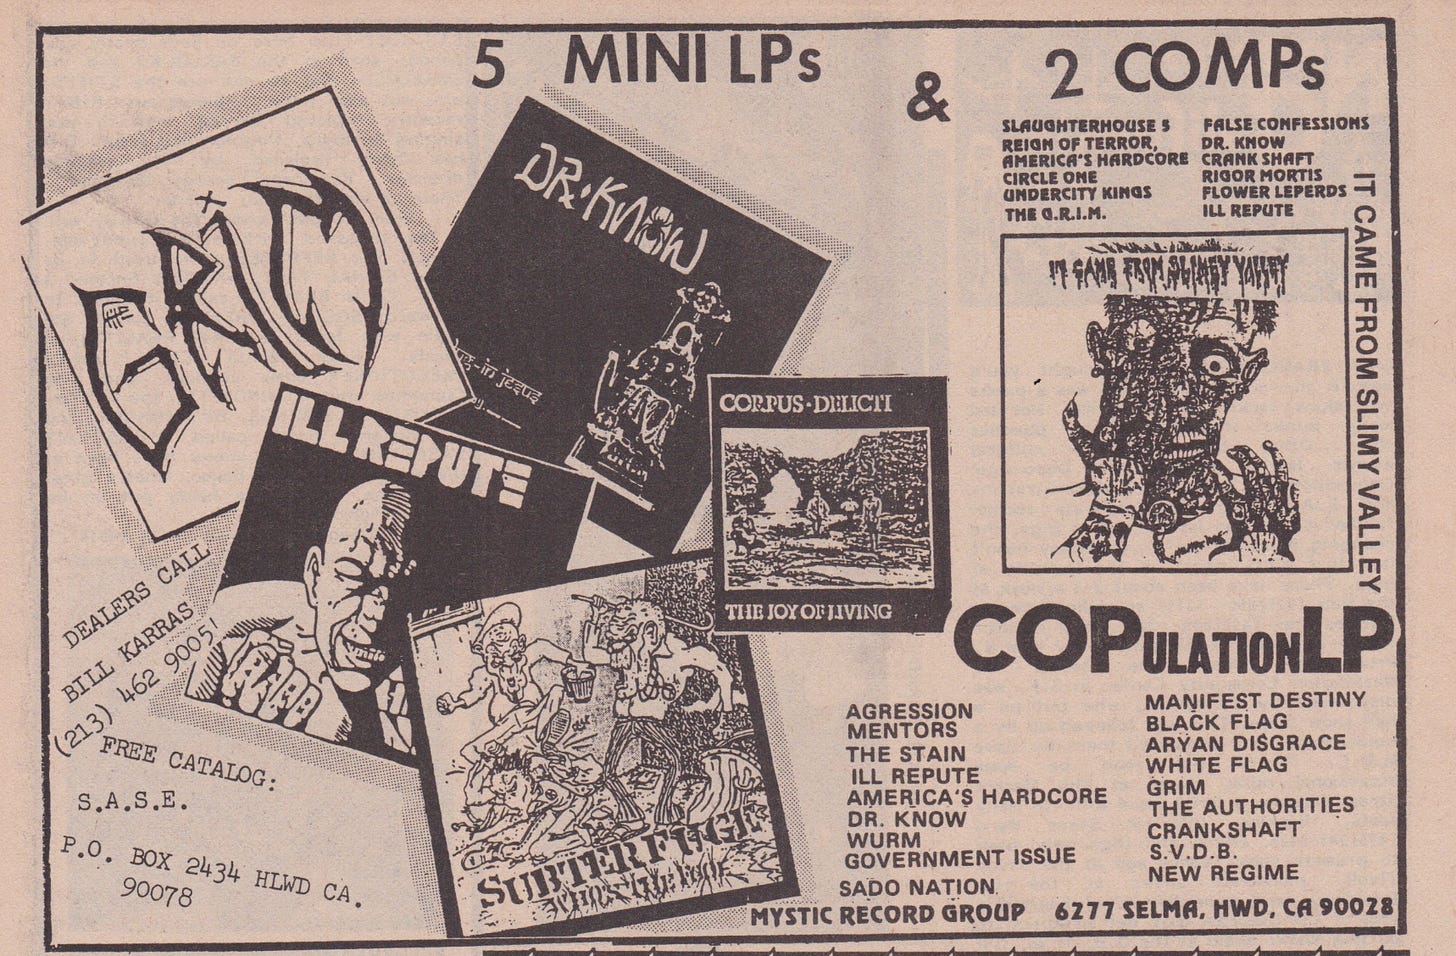 5 MINI LPs
&
2 COMPs
SLAUGHTERHOUSE 5
REIGN OF TERROR,
AMERICA'S HARDCORE
CIRCLE ONE
UNDERCITY KINGS
THE G.R.I.M.
FALSE CONFESSIONS
DR. KNOW
CRANK SHAFT
RIGOR MORTIS
FLOWER LEPERDS
ILL REPUTE
IT CAME FROM SLIMY VALLEY
IT CAME FROM SLIMEY VALLEY
THE
GRIM
DR. KNOW
ILL REPUTE
CORPUS·DELICTI
THE JOY OF LIVING
SUBTERFUGE
DEALERS CALL
BILL KARRAS
(213) 462 9005!
FREE CATALOG:
S.A.S.E.
P.O. BOX 2434 HLWD CA.
90078
COPULATION LP
AGRESSION
MENTORS
THE STAIN
ILL REPUTE
AMERICA'S HARDCORE
DR. KNOW
WURM
GOVERNMENT ISSUE
SADO NATION
MANIFEST DESTINY
BLACK FLAG
ARYAN DISGRACE
WHITE FLAG
GRIM
THE AUTHORITIES
CRANKSHAFT
S.V.D.B.
NEW REGIME
MYSTIC RECORD GROUP 6277 SELMA, HWD, CA 90028